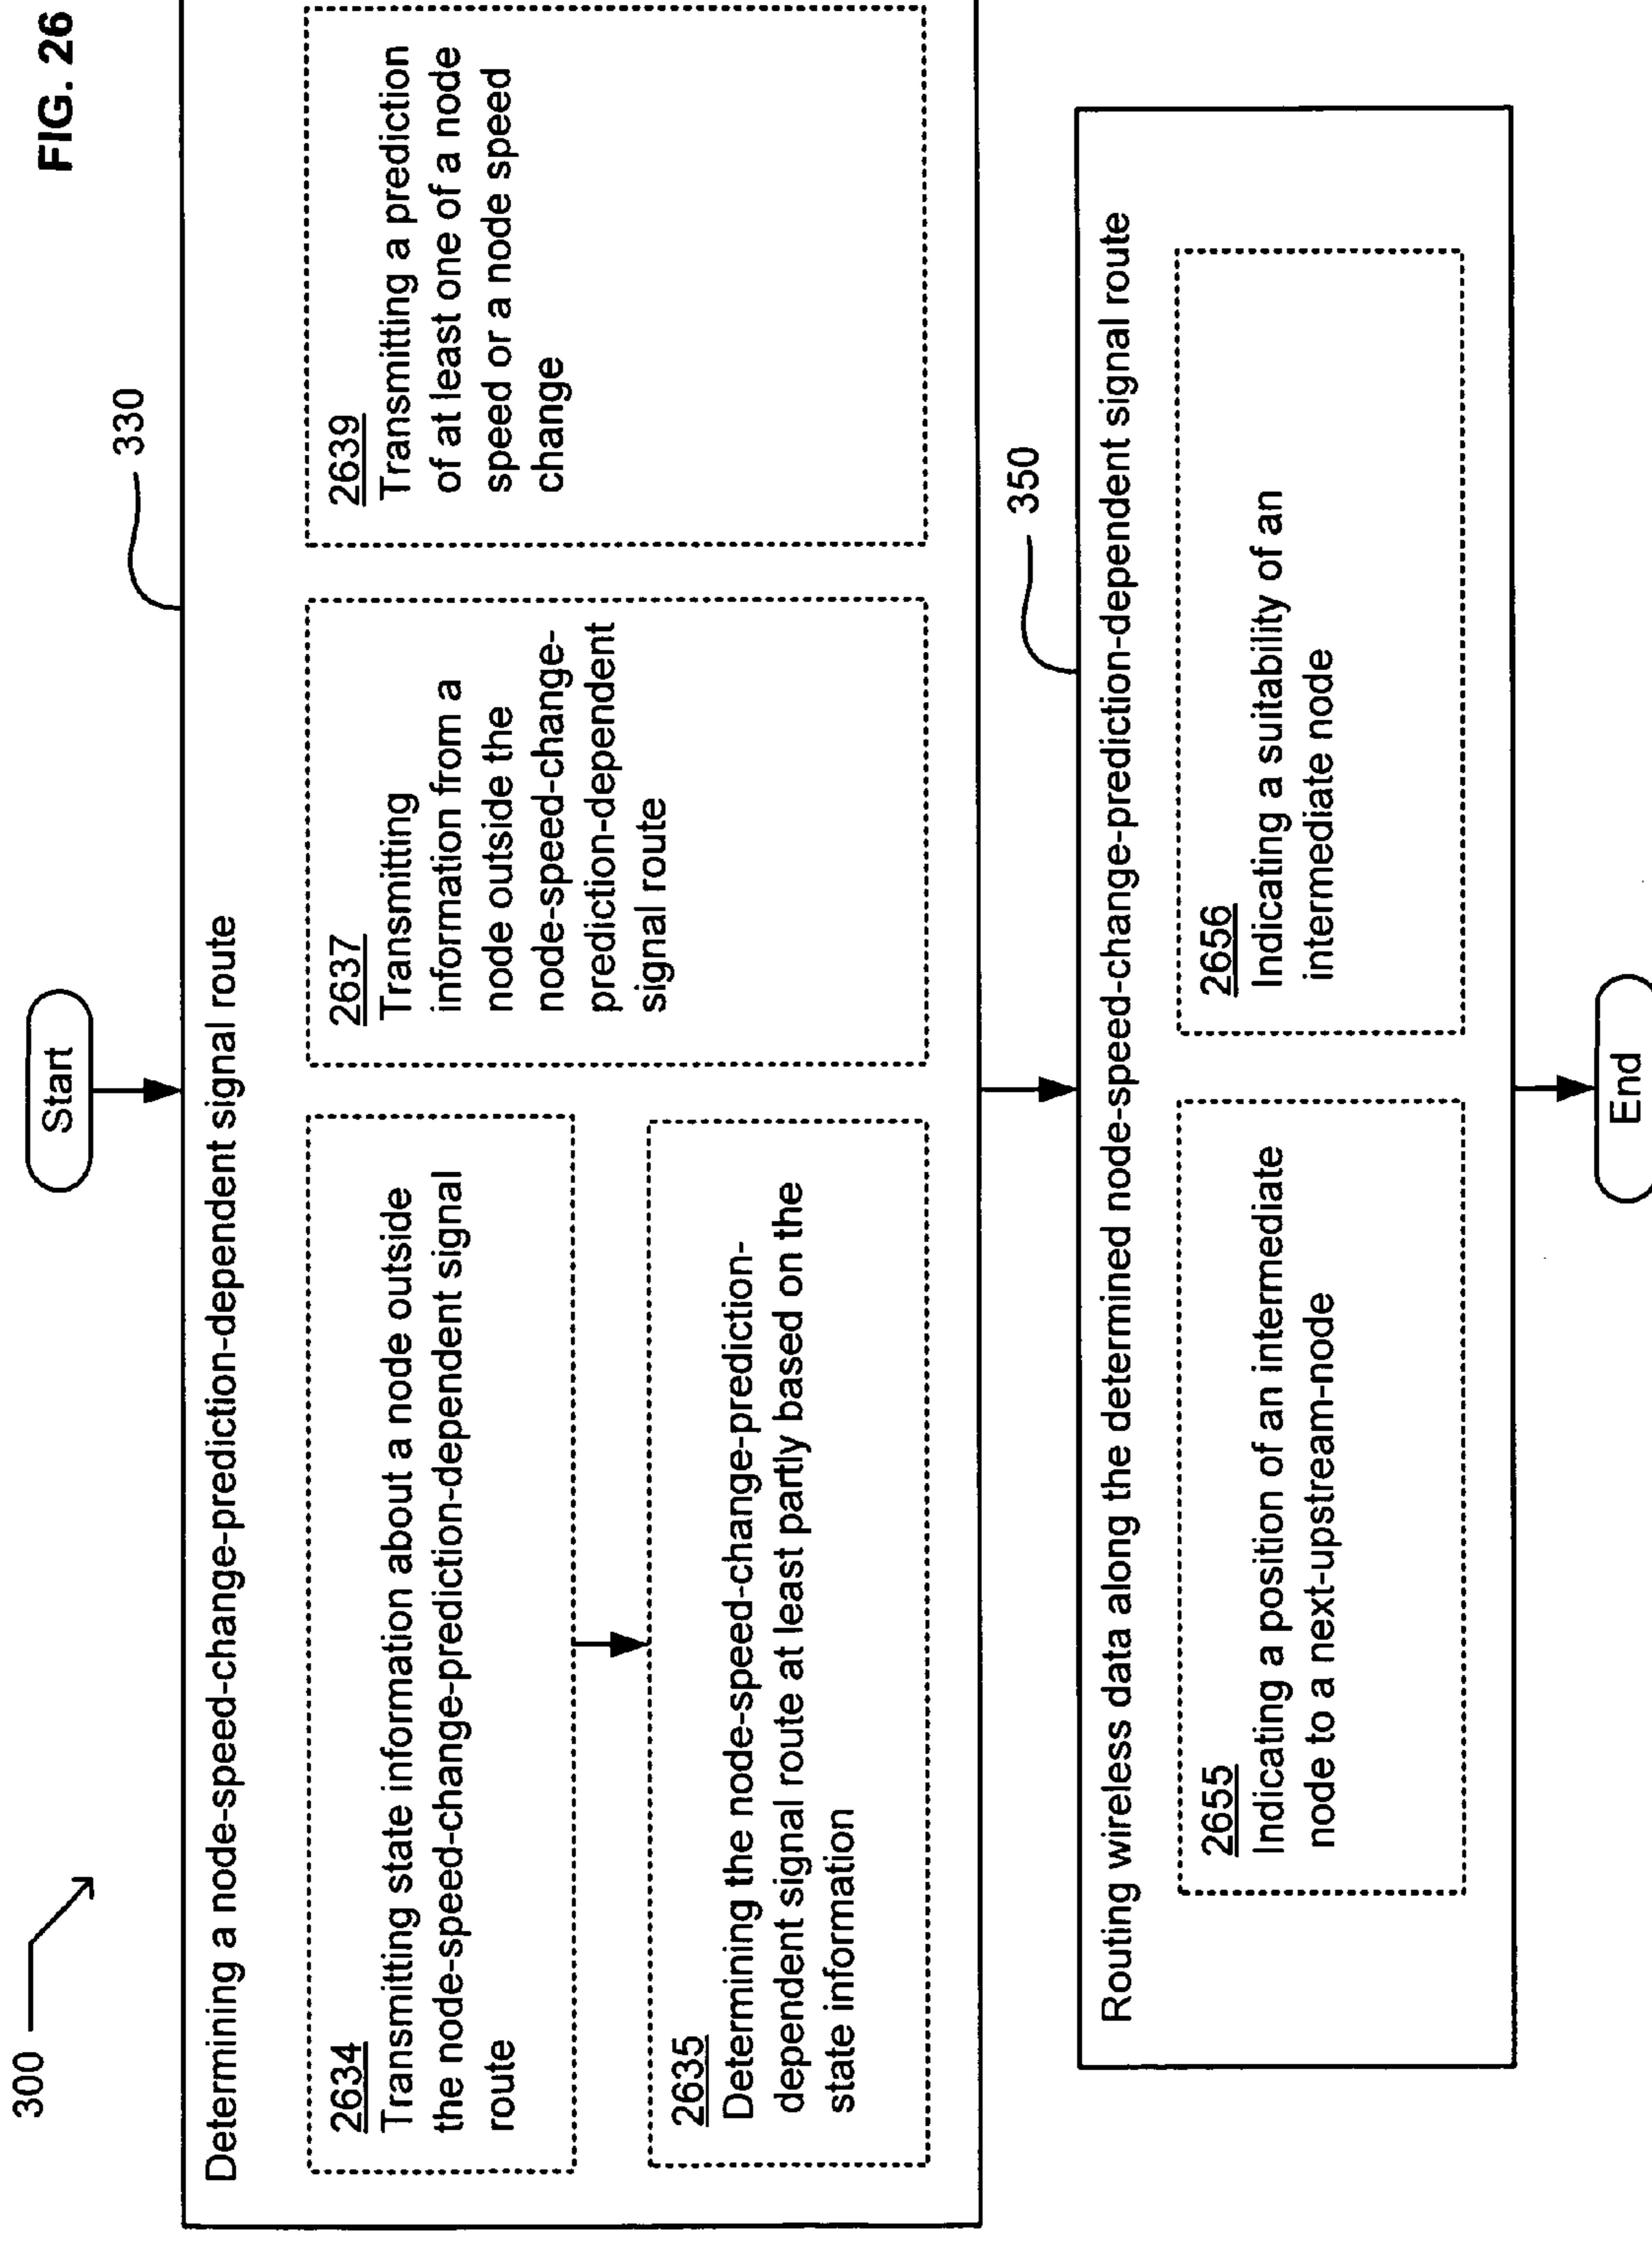 FIG. 26
300
Start
330
Determining a node-speed-change-prediction-dependent signal route
2634
Transmitting state information about a node outside
the node-speed-change-prediction-dependent signal
route
2635
Determining the node-speed-change-prediction-
dependent signal route at least partly based on the
state information
2637
Transmitting
information from a
node outside the
node-speed-change-
prediction-dependent
signal route
2639
Transmitting a prediction
of at least one of a node
speed or a node speed
change
350
Routing wireless data along the determined node-speed-change-prediction-dependent signal route
2655
Indicating a position of an intermediate
node to a next-upstream-node
2656
Indicating a suitability of an
intermediate node
End